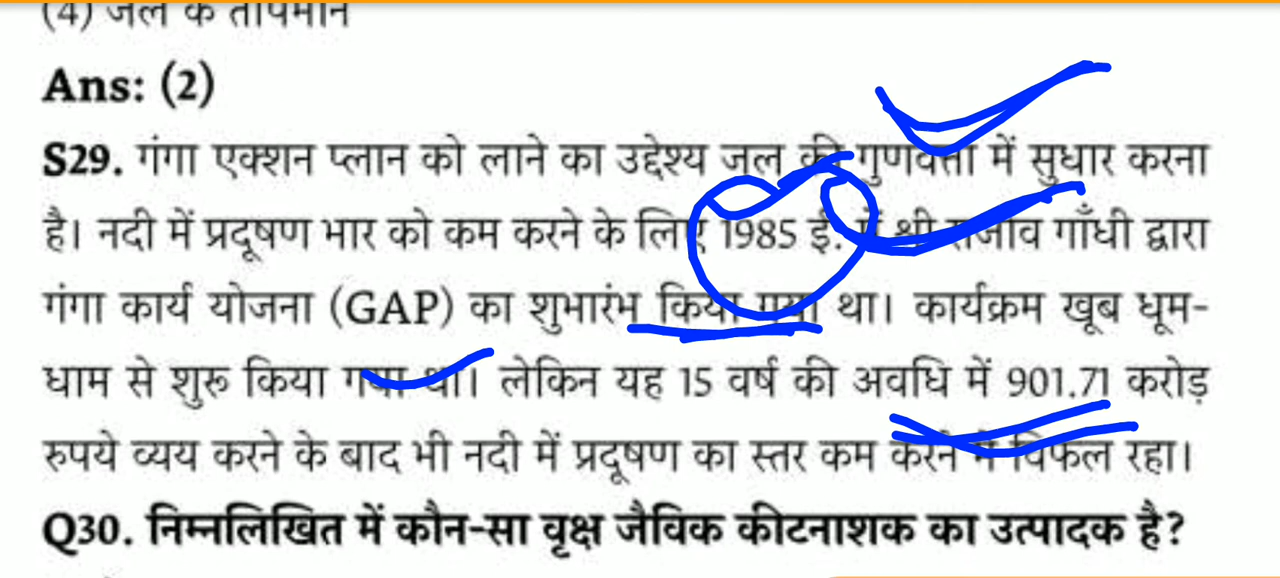 (4) जल के तापमान
Ans: (2)
S29. गंगा एक्शन प्लान को लाने का उद्देश्य जल की गुणवत्ता में सुधार करना
है। नदी में प्रदूषण भार को कम करने के लिए 1985 ई. में श्री राजीव गाँधी द्वारा
गंगा कार्य योजना (GAP) का शुभारंभ किया गया था। कार्यक्रम खूब धूम-
धाम से शुरू किया गया था। लेकिन यह 15 वर्ष की अवधि में 901.71 करोड़
रुपये व्यय करने के बाद भी नदी में प्रदूषण का स्तर कम करने में विफल रहा।
Q30. निम्नलिखित में कौन-सा वृक्ष जैविक कीटनाशक का उत्पादक है?